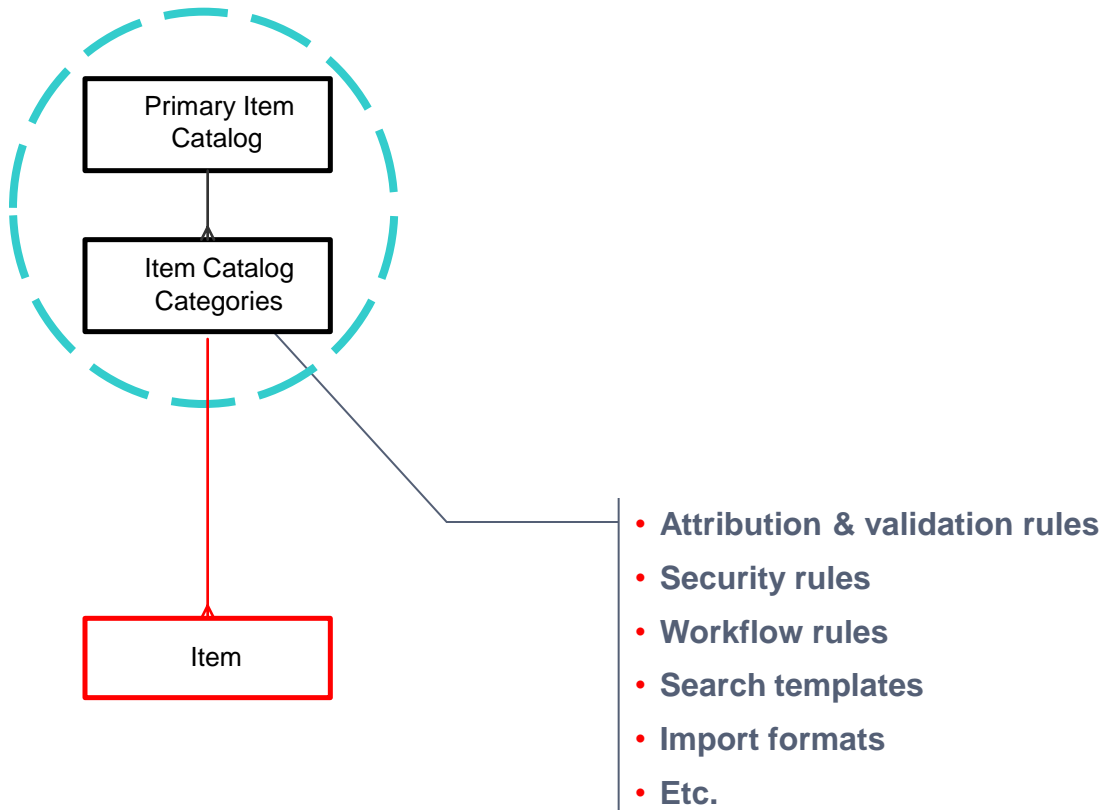 Primary Item
Catalog
Item Catalog
Categories
Item
• Attribution & validation rules
• Security rules
• Workflow rules
• Search templates
• Import formats
• Etc.